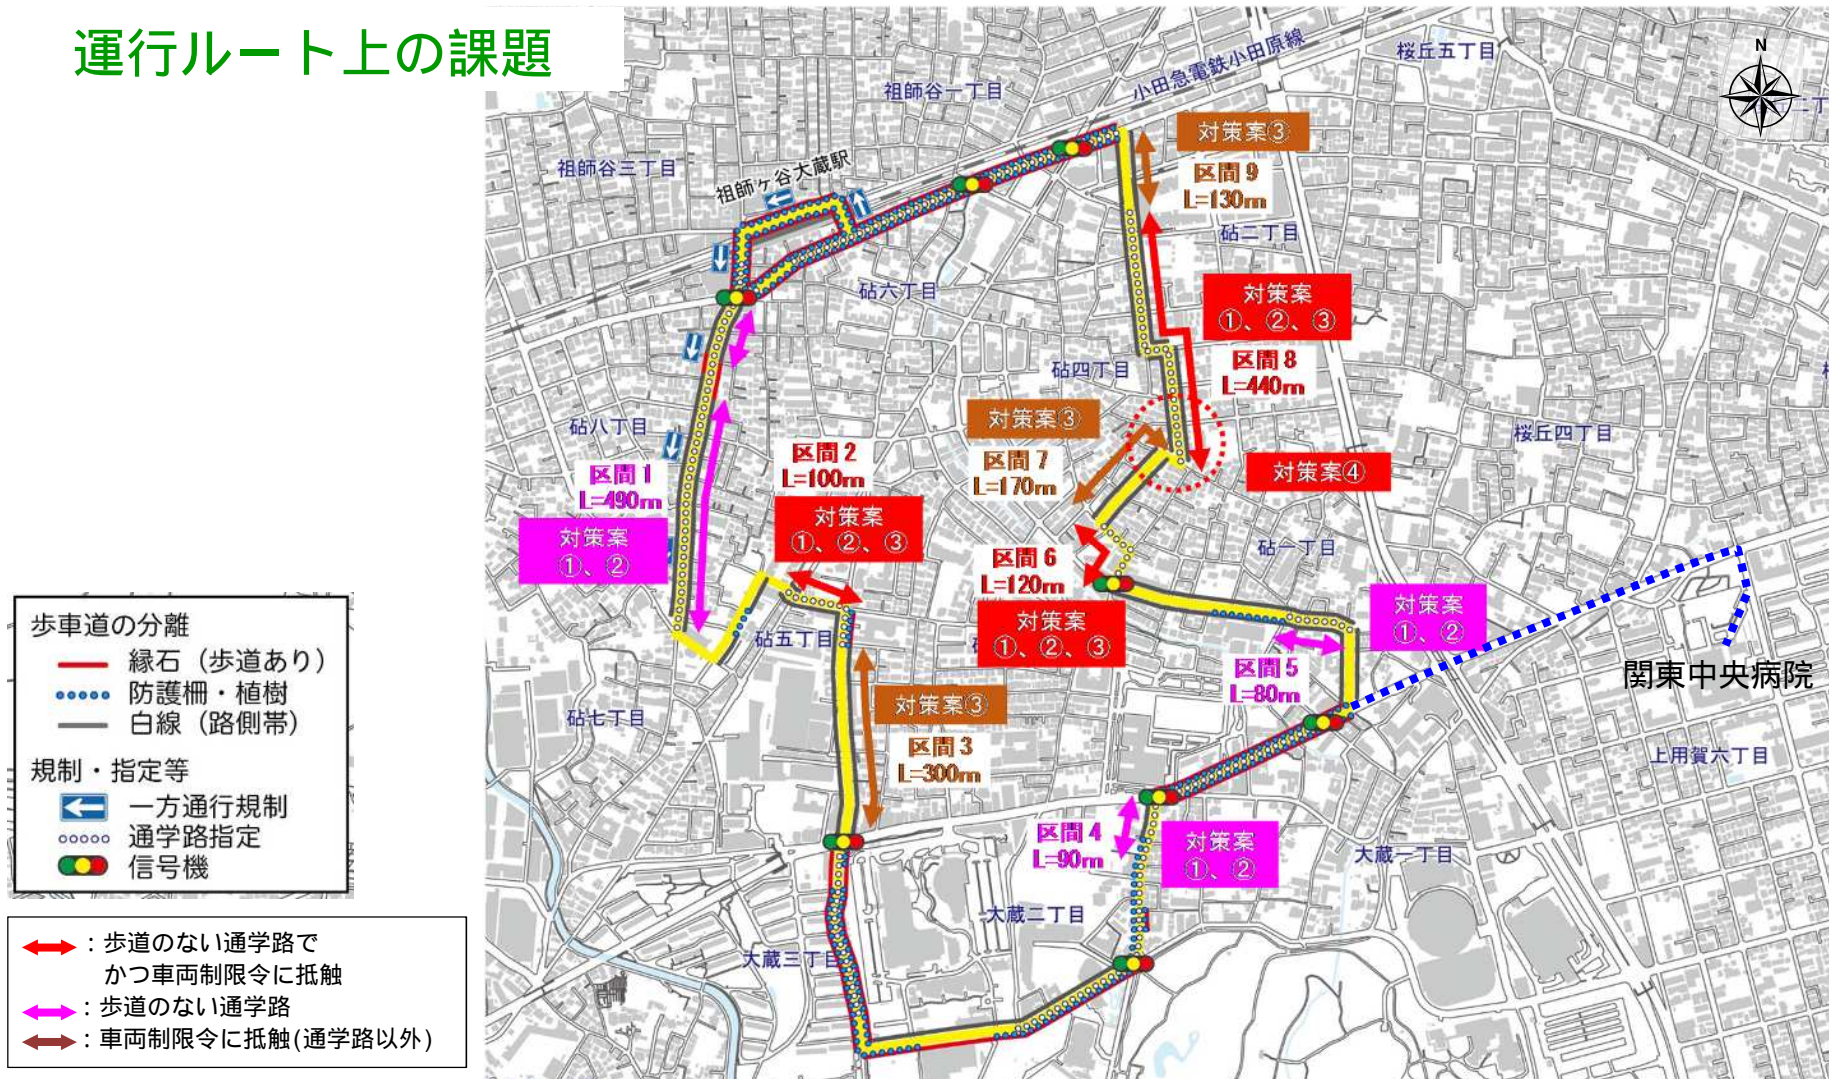 運行ルート上の課題
N
小田急電鉄小田原線
桜丘五丁目
祖師谷一丁目
対策案③
祖師谷三丁目
祖師ヶ谷大蔵駅
区間9
L=130m
砧二丁目
砧六丁目
対策案
①、②、③
砧四丁目
区間8
L=440m
対策案③
砧八丁目
桜丘四丁目
区間1
L=490m
区間2
L=100m
区間7
L=170m
対策案④
対策案
①、②
対策案
①、②、③
砧一丁目
区間6
L=120m
対策案
①、②、③
対策案
①、②
砧五丁目
区間5
L=80m
関東中央病院
砧七丁目
対策案③
区間3
L=300m
上用賀六丁目
区間4
L=90m
対策案
①、②
大蔵一丁目
大蔵二丁目
大蔵三丁目
歩車道の分離
縁石（歩道あり）
防護柵・植樹
白線（路側帯）
規制・指定等
一方通行規制
通学路指定
信号機
：歩道のない通学路で
かつ車両制限令に抵触
：歩道のない通学路
：車両制限令に抵触(通学路以外)